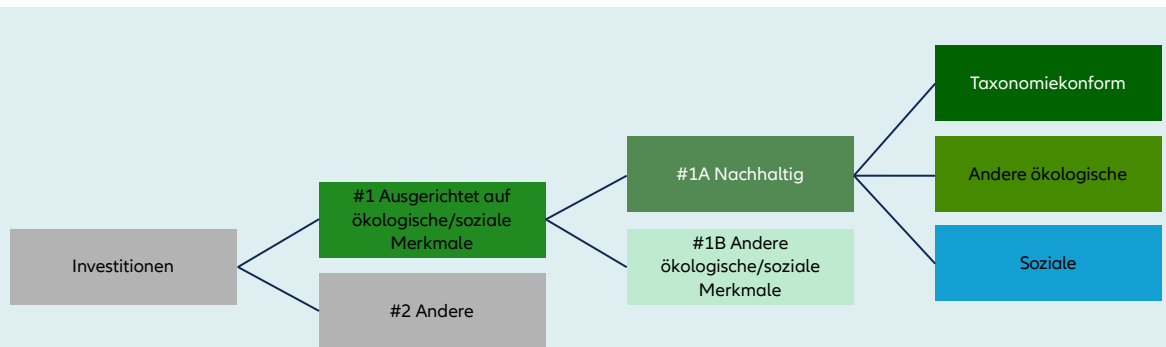 Investitionen
#1 Ausgerichtet auf
ökologische/soziale
Merkmale
#2 Andere
#1A Nachhaltig
#1B Andere
ökologische/soziale
Merkmale
Taxonomiekonform
Andere ökologische
Soziale